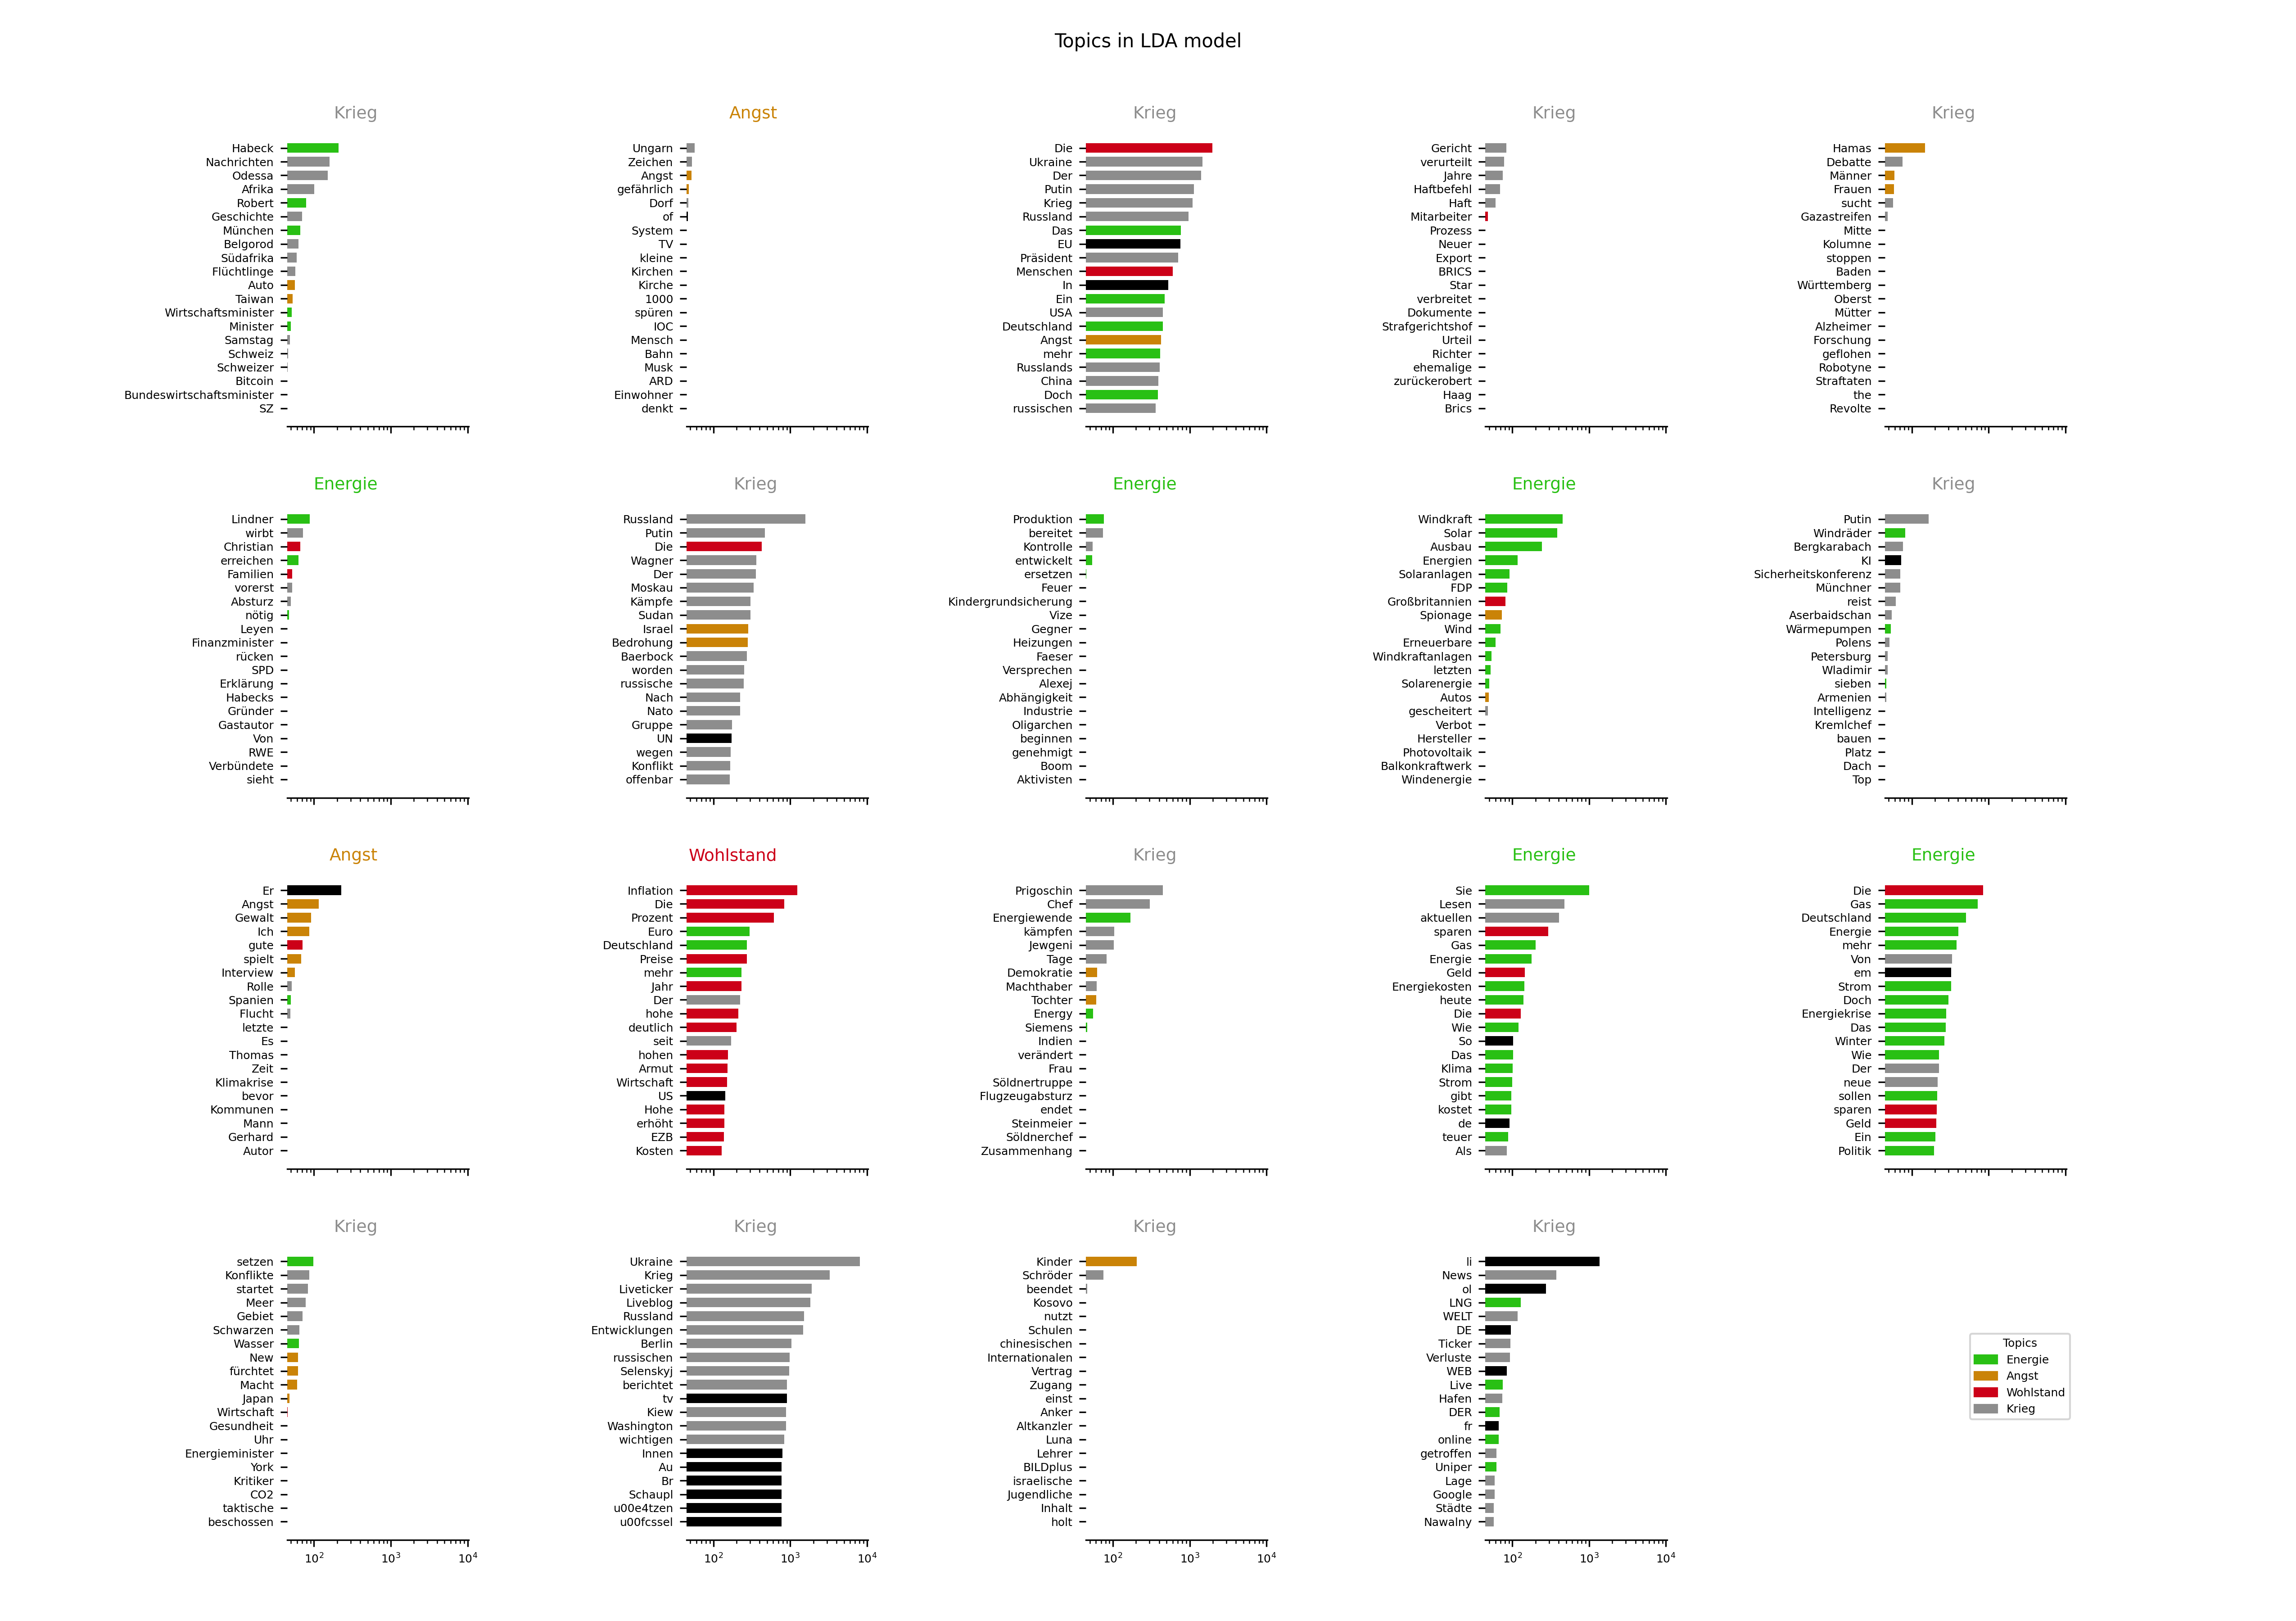 Topics in LDA model
Krieg
Habeck
Nachrichten
Odessa
Afrika
Robert
Geschichte
München
Belgorod
Südafrika
Flüchtlinge
Auto
Taiwan
Wirtschaftsminister
Minister
Samstag
Schweiz
Schweizer
Bitcoin
Bundeswirtschaftsminister
SZ
Angst
Ungarn
Zeichen
Angst
gefährlich
Dorf
of
System
TV
kleine
Kirchen
Kirche
1000
spüren
IOC
Mensch
Bahn
Musk
ARD
Einwohner
denkt
Krieg
Die
Ukraine
Der
Putin
Krieg
Russland
Das
EU
Präsident
Menschen
In
Ein
USA
Deutschland
Angst
mehr
Russlands
China
Doch
russischen
Krieg
Gericht
verurteilt
Jahre
Haftbefehl
Haft
Mitarbeiter
Prozess
Neuer
Export
BRICS
Star
verbreitet
Dokumente
Strafgerichtshof
Urteil
Richter
ehemalige
zurückerobert
Haag
Brics
Krieg
Hamas
Debatte
Männer
Frauen
sucht
Gazastreifen
Mitte
Kolumne
stoppen
Baden
Württemberg
Oberst
Mütter
Alzheimer
Forschung
geflohen
Robotyne
Straftaten
the
Revolte
Energie
Lindner
wirbt
Christian
erreichen
Familien
vorerst
Absturz
nötig
Leyen
Finanzminister
rücken
SPD
Erklärung
Habecks
Gründer
Gastautor
Von
RWE
Verbündete
sieht
Krieg
Russland
Putin
Die
Wagner
Der
Moskau
Kämpfe
Sudan
Israel
Bedrohung
Baerbock
worden
russische
Nach
Nato
Gruppe
UN
wegen
Konflikt
offenbar
Energie
Produktion
bereitet
Kontrolle
entwickelt
ersetzen
Feuer
Kindergrundsicherung
Vize
Gegner
Heizungen
Faeser
Versprechen
Alexej
Abhängigkeit
Industrie
Oligarchen
beginnen
genehmigt
Boom
Aktivisten
Energie
Windkraft
Solar
Ausbau
Energien
Solaranlagen
FDP
Großbritannien
Spionage
Wind
Erneuerbare
Windkraftanlagen
letzten
Solarenergie
Autos
gescheitert
Verbot
Hersteller
Photovoltaik
Balkonkraftwerk
Windenergie
Krieg
Putin
Windräder
Bergkarabach
KI
Sicherheitskonferenz
Münchner
reist
Aserbaidschan
Wärmepumpen
Polens
Petersburg
Wladimir
sieben
Armenien
Intelligenz
Kremlchef
bauen
Platz
Dach
Top
Angst
Er
Angst
Gewalt
Ich
gute
spielt
Interview
Rolle
Spanien
Flucht
letzte
Es
Thomas
Zeit
Klimakrise
bevor
Kommunen
Mann
Gerhard
Autor
Wohlstand
Inflation
Die
Prozent
Euro
Deutschland
Preise
mehr
Jahr
Der
hohe
deutlich
seit
hohen
Armut
Wirtschaft
US
Hohe
erhöht
EZB
Kosten
Krieg
Prigoschin
Chef
Energiewende
kämpfen
Jewgeni
Tage
Demokratie
Machthaber
Tochter
Energy
Siemens
Indien
verändert
Frau
Söldnertruppe
Flugzeugabsturz
endet
Steinmeier
Söldnerchef
Zusammenhang
Energie
Sie
Lesen
aktuellen
sparen
Gas
Energie
Geld
Energiekosten
heute
Die
Wie
So
Das
Klima
Strom
gibt
kostet
de
teuer
Als
Energie
Die
Gas
Deutschland
Energie
mehr
Von
em
Strom
Doch
Energiekrise
Das
Winter
Wie
Der
neue
sollen
sparen
Geld
Ein
Politik
Krieg
setzen
Konflikte
startet
Meer
Gebiet
Schwarzen
Wasser
New
fürchtet
Macht
Japan
Wirtschaft
Gesundheit
Uhr
Energieminister
York
Kritiker
CO2
taktische
beschossen
10² 10³ 10⁴
Krieg
Ukraine
Krieg
Liveticker
Liveblog
Russland
Entwicklungen
Berlin
russischen
Selenskyj
berichtet
tv
Kiew
Washington
wichtigen
Innen
Au
Br
Schaupl
u00e4tzen
u00fcssel
10² 10³ 10⁴
Krieg
Kinder
Schröder
beendet
Kosovo
nutzt
Schulen
chinesischen
Internationalen
Vertrag
Zugang
einst
Anker
Altkanzler
Luna
Lehrer
BILDplus
israelische
Jugendliche
Inhalt
holt
10² 10³ 10⁴
Krieg
li
News
ol
LNG
WELT
DE
Ticker
Verluste
WEB
Live
Hafen
DER
fr
online
getroffen
Uniper
Lage
Google
Städte
Nawalny
10² 10³ 10⁴
Topics
Energie
Angst
Wohlstand
Krieg